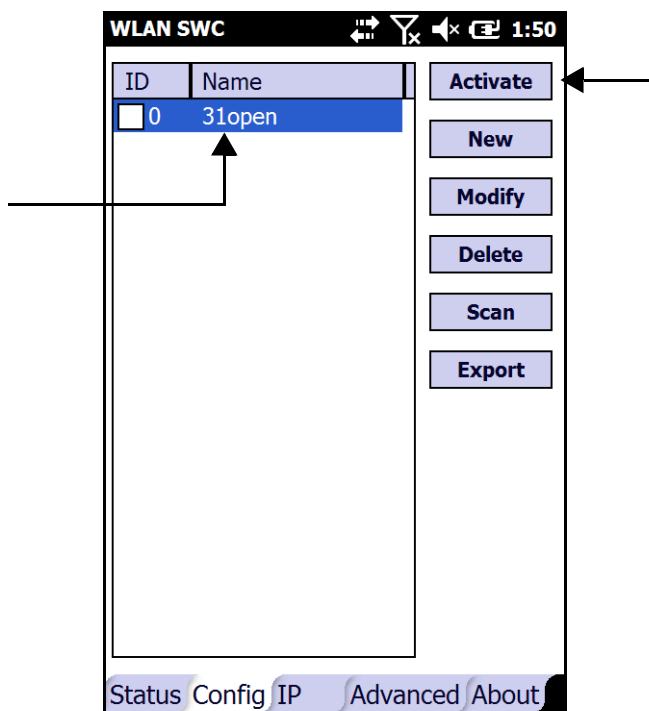 WLAN SWC 1:50
ID Name
0 31open
Activate
New
Modify
Delete
Scan
Export
Status Config IP Advanced About